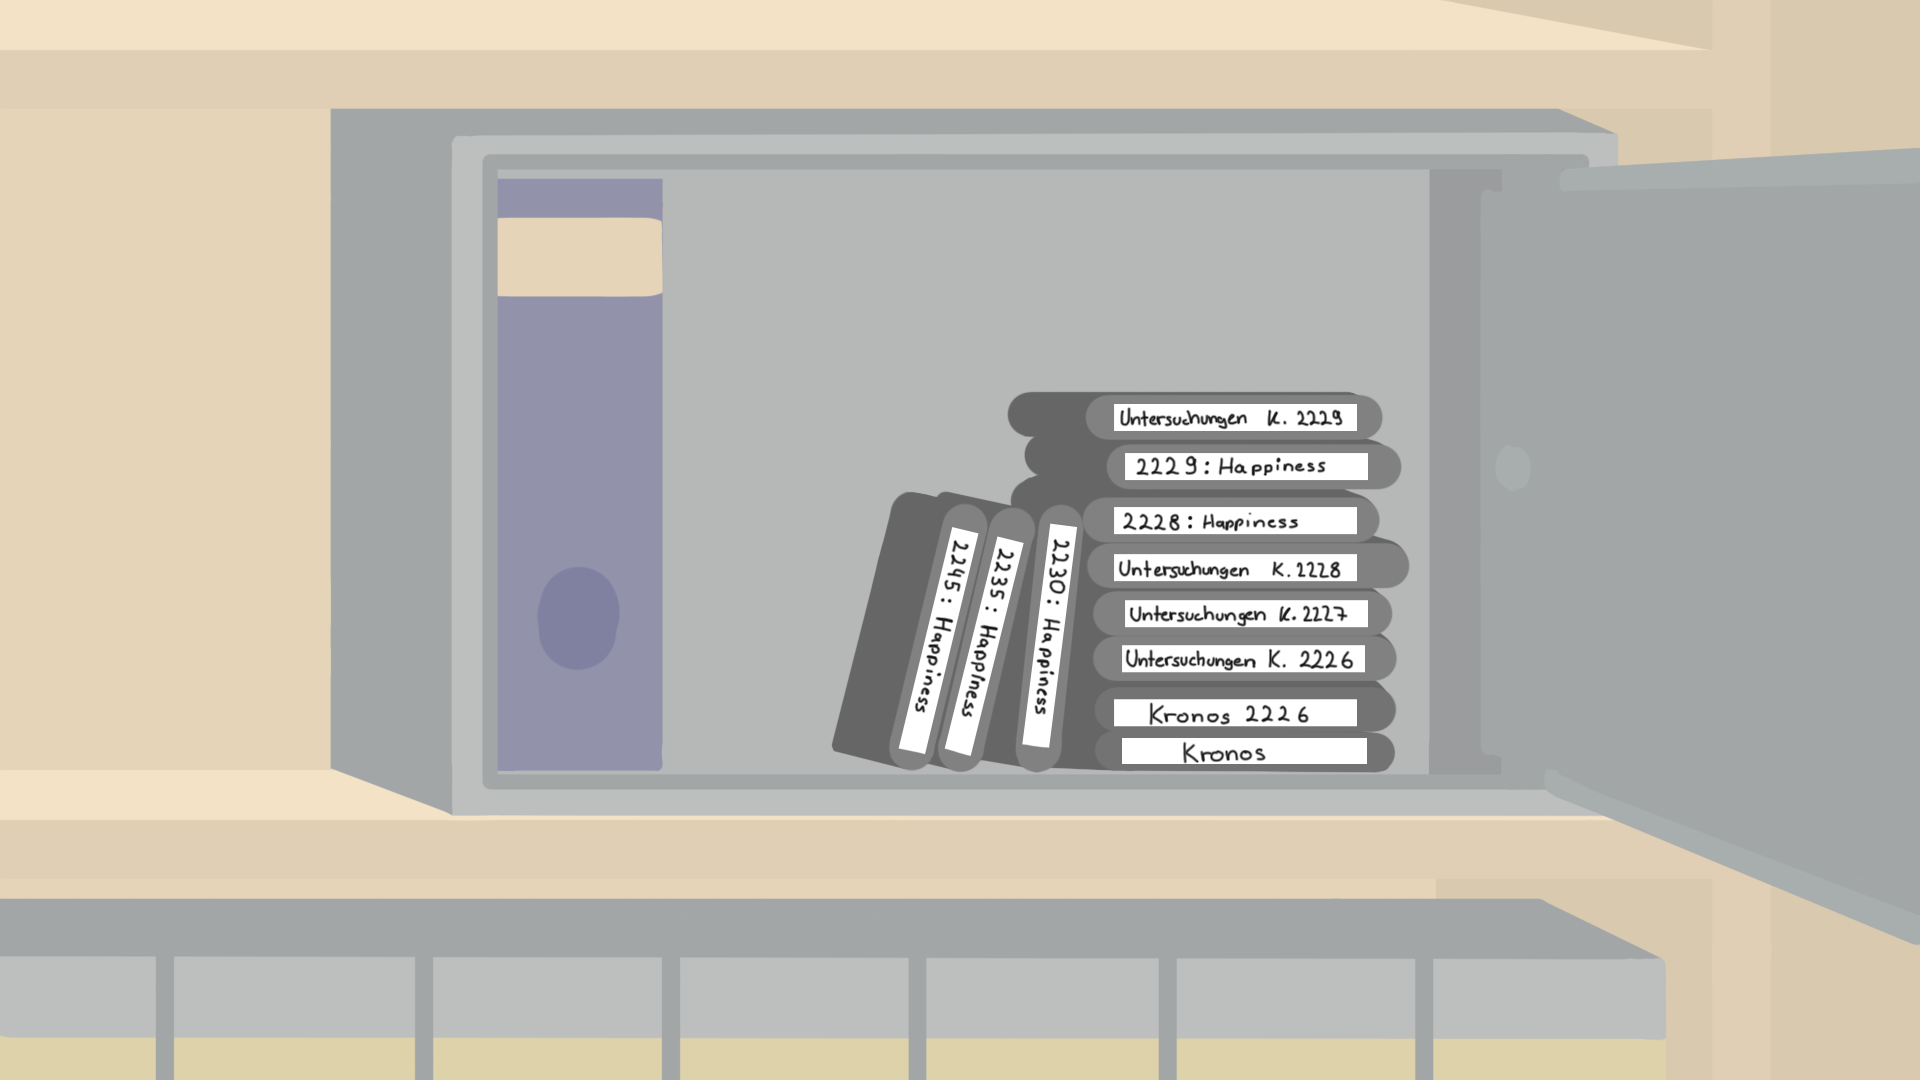 Untersuchungen K. 2229
2229: Happiness
2228: Happiness
Untersuchungen K. 2228
Untersuchungen K. 2227
Untersuchungen K. 2226
Kronos 2226
Kronos
2245: Happiness
2235: Happiness
2230: Happiness